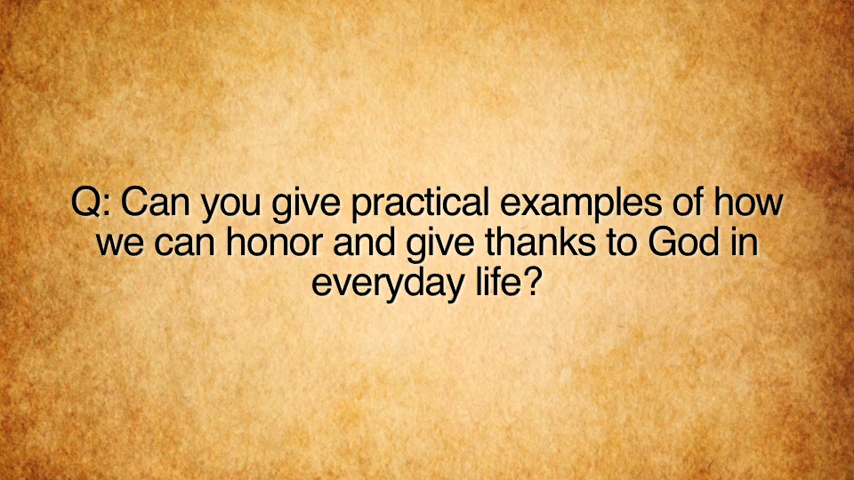 Q: Can you give practical examples of how
we can honor and give thanks to God in
everyday life?